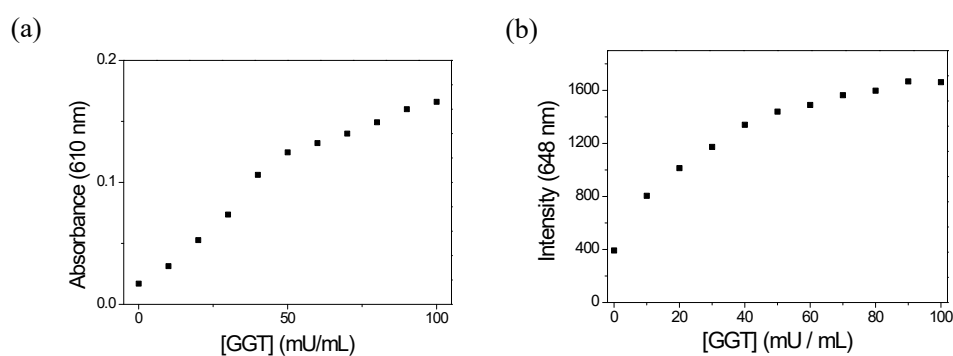 (a)
0.2
0.1
0.0
0
50
100
Absorbance (610 nm)
[GGT] (mU/mL)
(b)
1600
1200
800
400
0
0 20 40 60 80 100
Intensity (648 nm)
[GGT] (mU / mL)